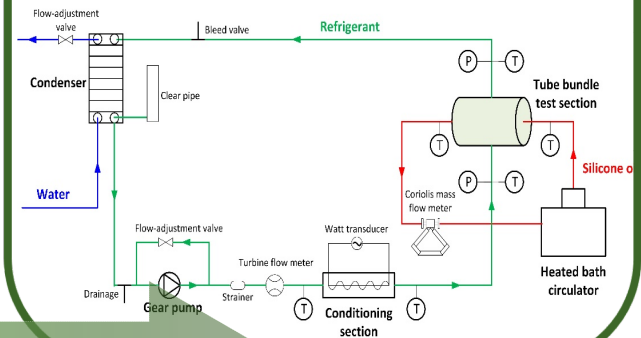 Flow-adjustment
valve
Bleed valve
Refrigerant
P
T
Condenser
Clear pipe
Tube bundle
test section
T
T
Silicone o
Water
P
T
Coriolis mass
flow meter
Flow-adjustment valve
Watt transducer
Turbine flow meter
Heated bath
circulator
Drainage
Gear pump
Strainer
T
Conditioning
section
T